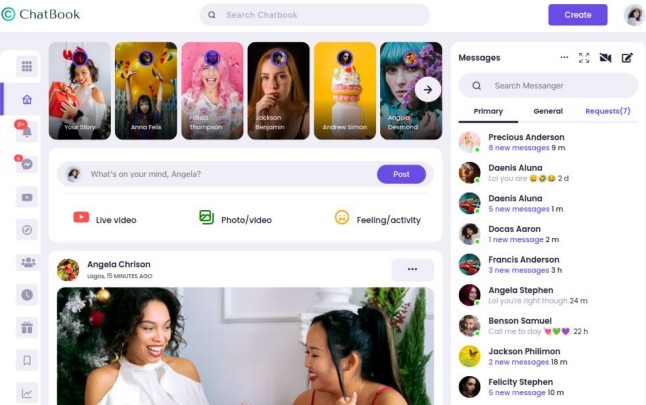 ChatBook
Search Chatbook
Create
Your Story
Anna Felix
Felicia
Thompson
Jackson
Benjamin
Andrew Simon
Angela
Desmond
What's on your mind, Angela?
Post
Live video
Photo/video
Feeling/activity
Angela Chrison
Lagos, 15 MINUTES AGO
Messages
Search Messanger
Primary
General
Requests(7)
Precious Anderson
8 new messages 9 m
Daenis Aluna
Lol you are 😄🤣😂 2 d
Daenis Aluna
5 new messages 1 m
Docas Aaron
1 new message 2 m
Francis Anderson
3 new messages 3 h
Angela Stephen
Lol you're right though 24 m
Benson Samuel
Call me to day 💘💚💜 22 h
Jackson Philimon
2 new messages 18 m
Felicity Stephen
5 new message 10 m